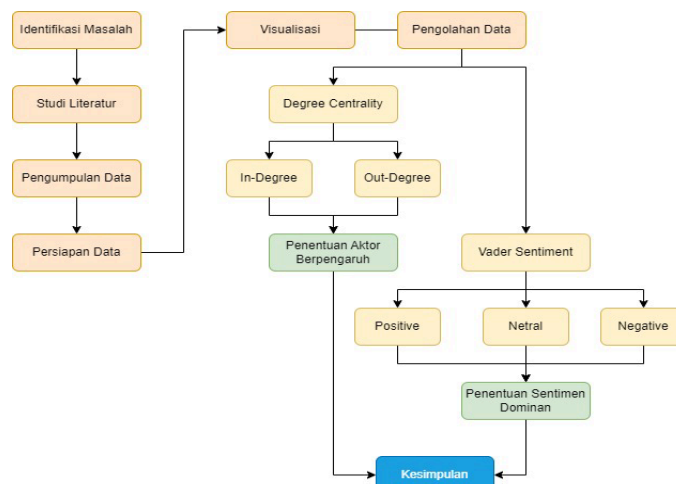 Identifikasi Masalah
Studi Literatur
Pengumpulan Data
Persiapan Data
Visualisasi
Pengolahan Data
Degree Centrality
In-Degree
Out-Degree
Penentuan Aktor
Berpengaruh
Vader Sentiment
Positive
Netral
Negative
Penentuan Sentimen
Dominan
Kesimpulan